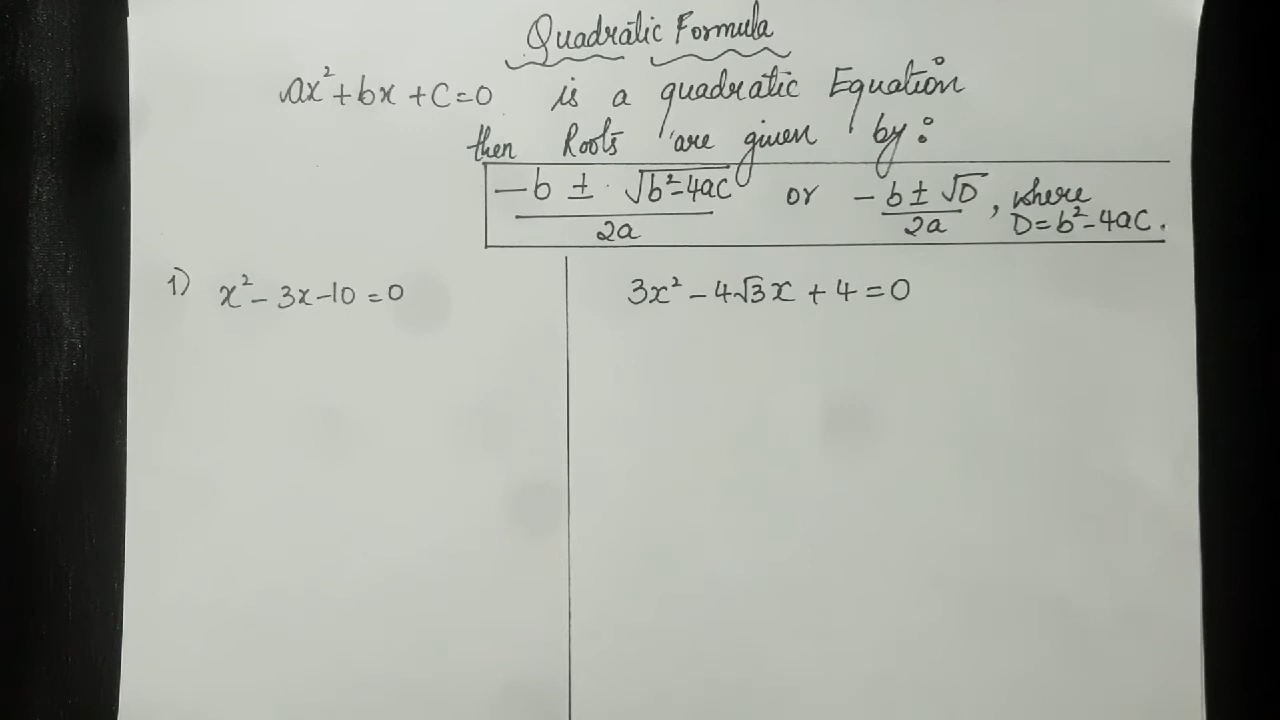 Quadratic Formula
ax²+bx+c=0 is a quadratic Equation
then Roots are given by:
-b ± √b²-4ac / 2a or -b ± √D / 2a, where D=b²-4ac.
1) x²-3x-10=0
3x²-4√3x+4=0